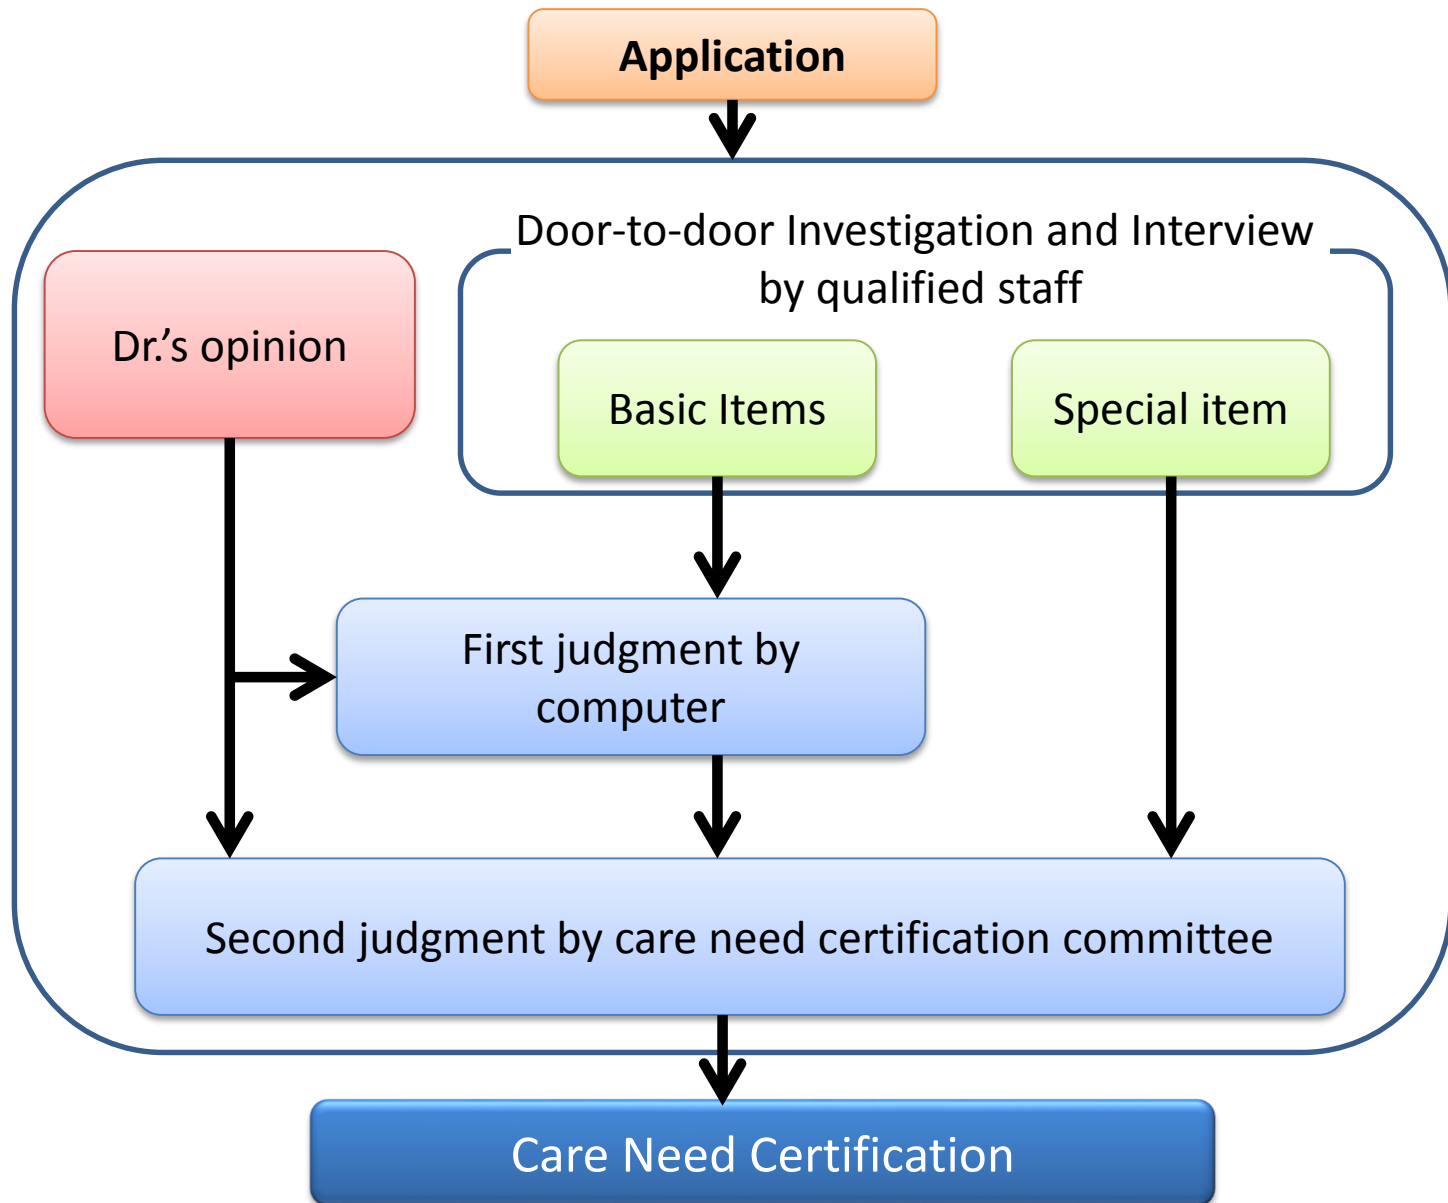 Application
Door-to-door Investigation and Interview
by qualified staff
Dr.'s opinion
Basic Items
Special item
First judgment by
computer
Second judgment by care need certification committee
Care Need Certification